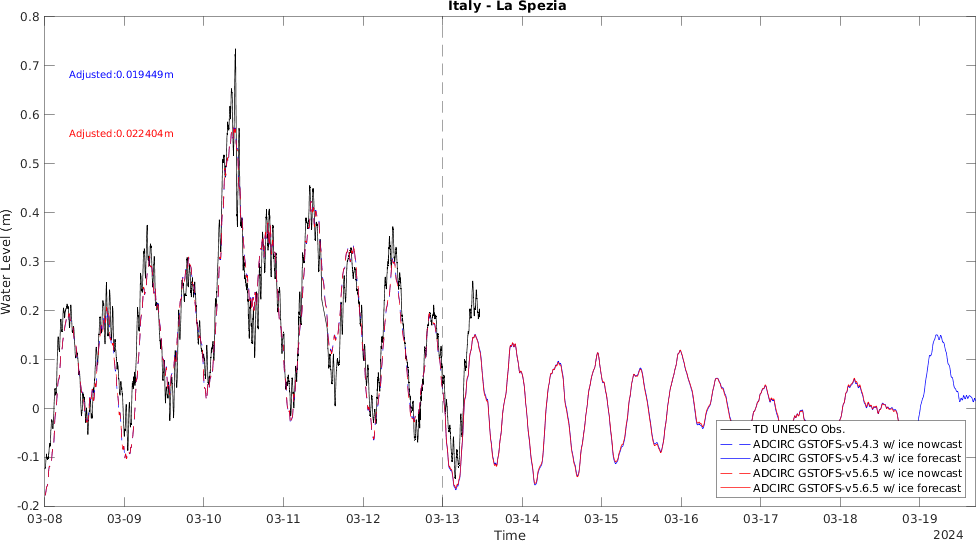 Italy - La Spezia
Water Level (m)
0.8
0.7
0.6
0.5
0.4
0.3
0.2
0.1
0
-0.1
-0.2
Adjusted:0.019449m
Adjusted:0.022404m
TD UNESCO Obs.
ADCIRC GSTOFS-v5.4.3 w/ ice nowcast
ADCIRC GSTOFS-v5.4.3 w/ ice forecast
ADCIRC GSTOFS-v5.6.5 w/ ice nowcast
ADCIRC GSTOFS-v5.6.5 w/ ice forecast
03-08 03-09 03-10 03-11 03-12 03-13 03-14 03-15 03-16 03-17 03-18 03-19
Time
2024